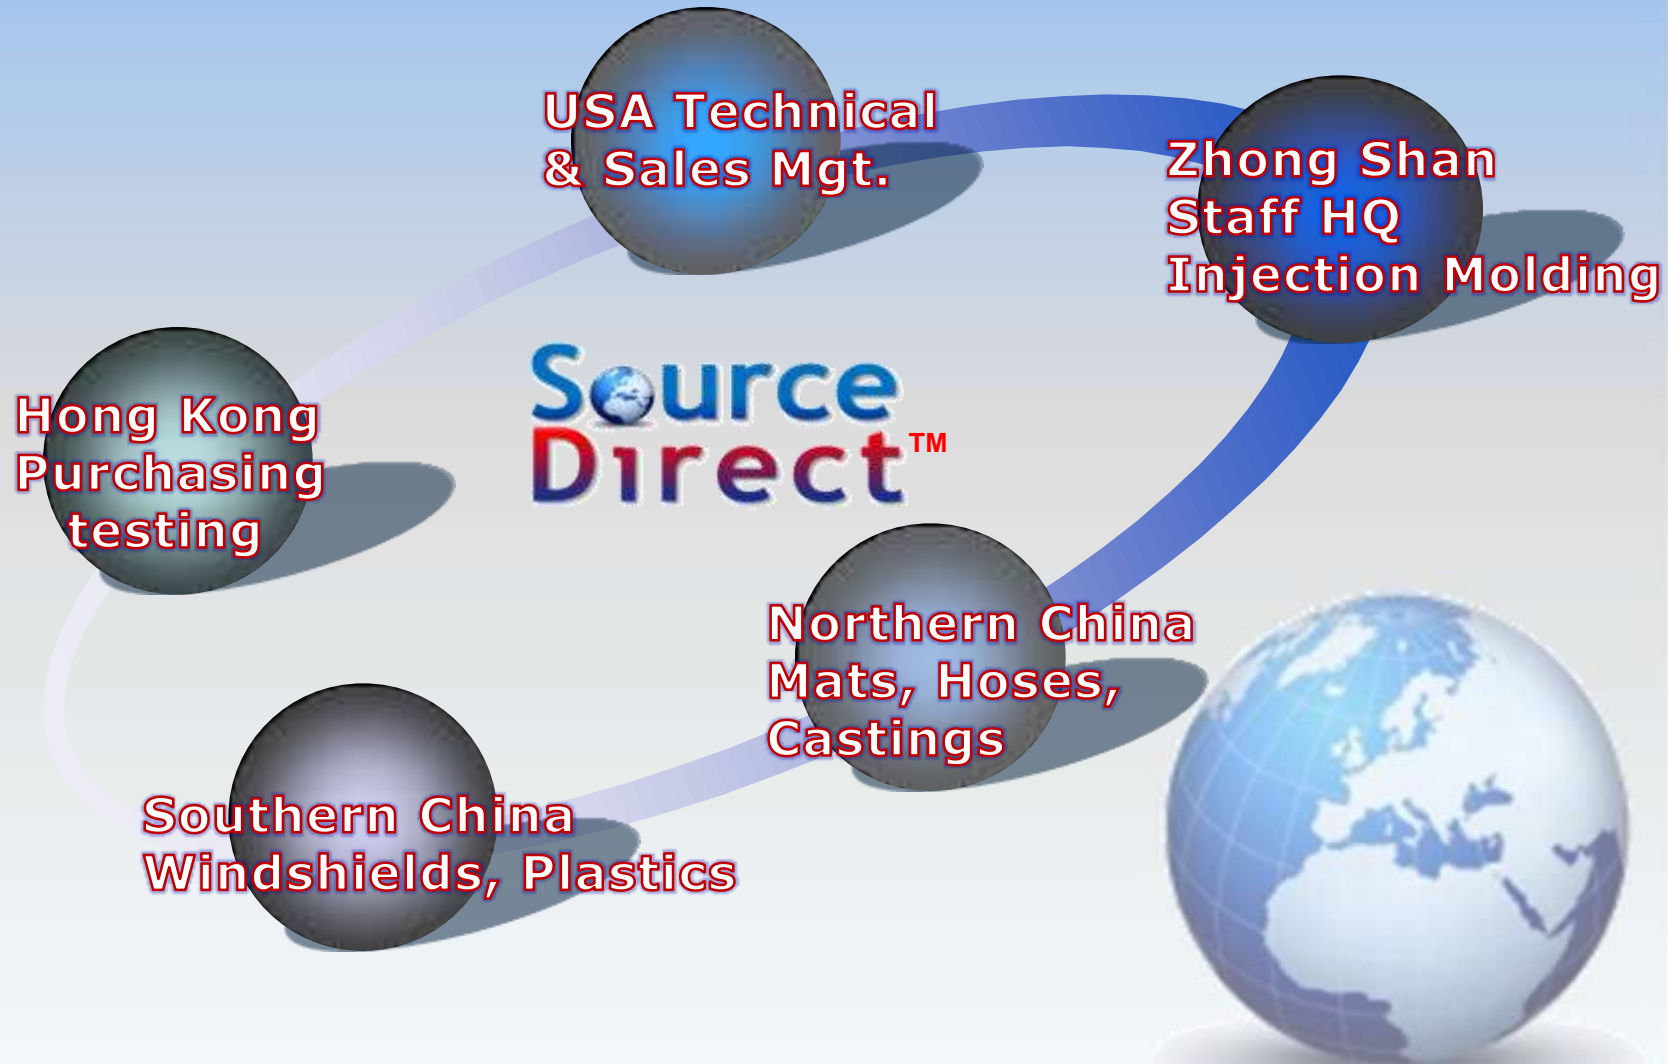 USA Technical
& Sales Mgt.
Zhong Shan
Staff HQ
Injection Molding
Hong Kong
Purchasing
testing
Source
Direct™
Northern China
Mats, Hoses,
Castings
Southern China
Windshields, Plastics